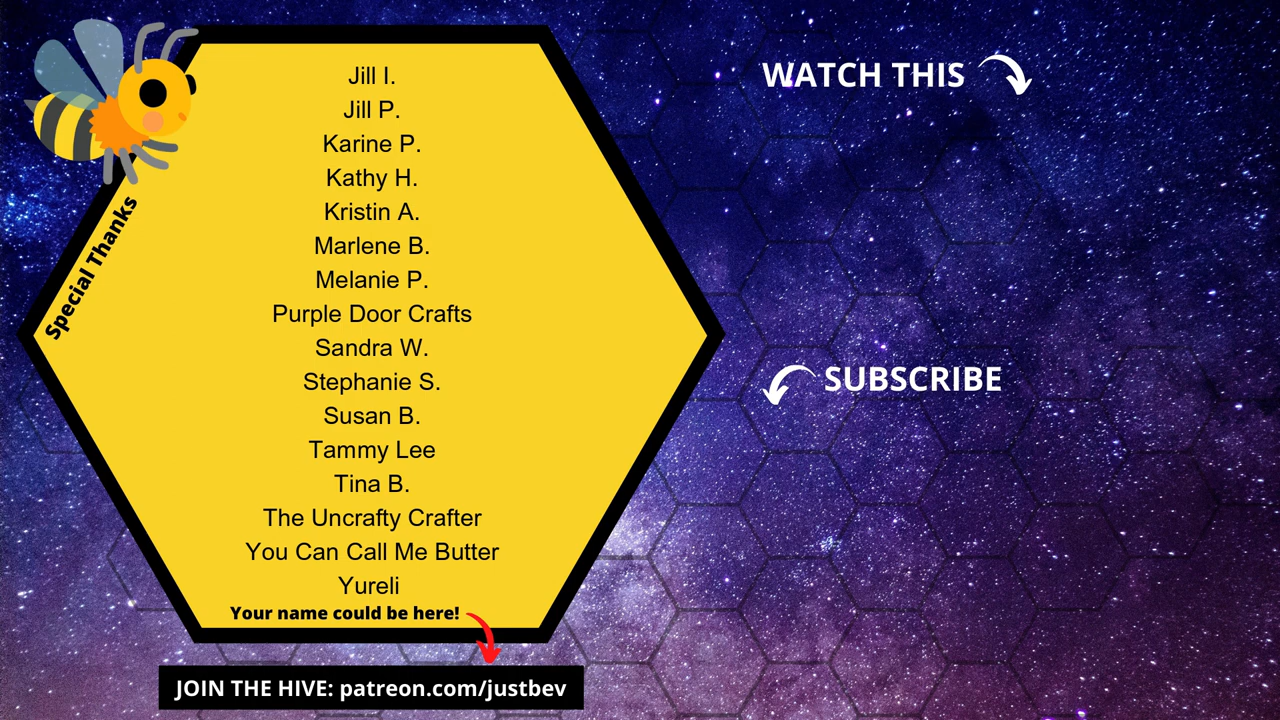 Special Thanks
Jill I.
Jill P.
Karine P.
Kathy H.
Kristin A.
Marlene B.
Melanie P.
Purple Door Crafts
Sandra W.
Stephanie S.
Susan B.
Tammy Lee
Tina B.
The Uncrafty Crafter
You Can Call Me Butter
Yureli
Your name could be here!
JOIN THE HIVE: patreon.com/justbev
WATCH THIS
SUBSCRIBE